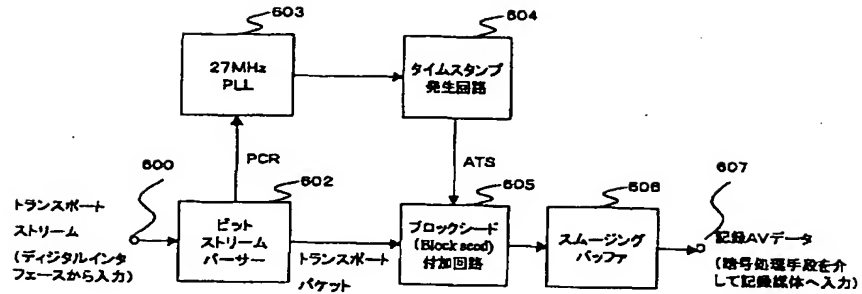 603
604
27MHz
PLL
タイムスタンプ
発生回路
600
PCR
602
ATS
605
606
607
トランスポート
ストリーム
(ディジタルインタ
フェースから入力)
ビット
ストリーム
パーサー
トランスポート
パケット
ブロックシード
(Block seed)
付加回路
スムージング
バッファ
記録AVデータ
(暗号処理手段を介
して記録媒体へ入力)